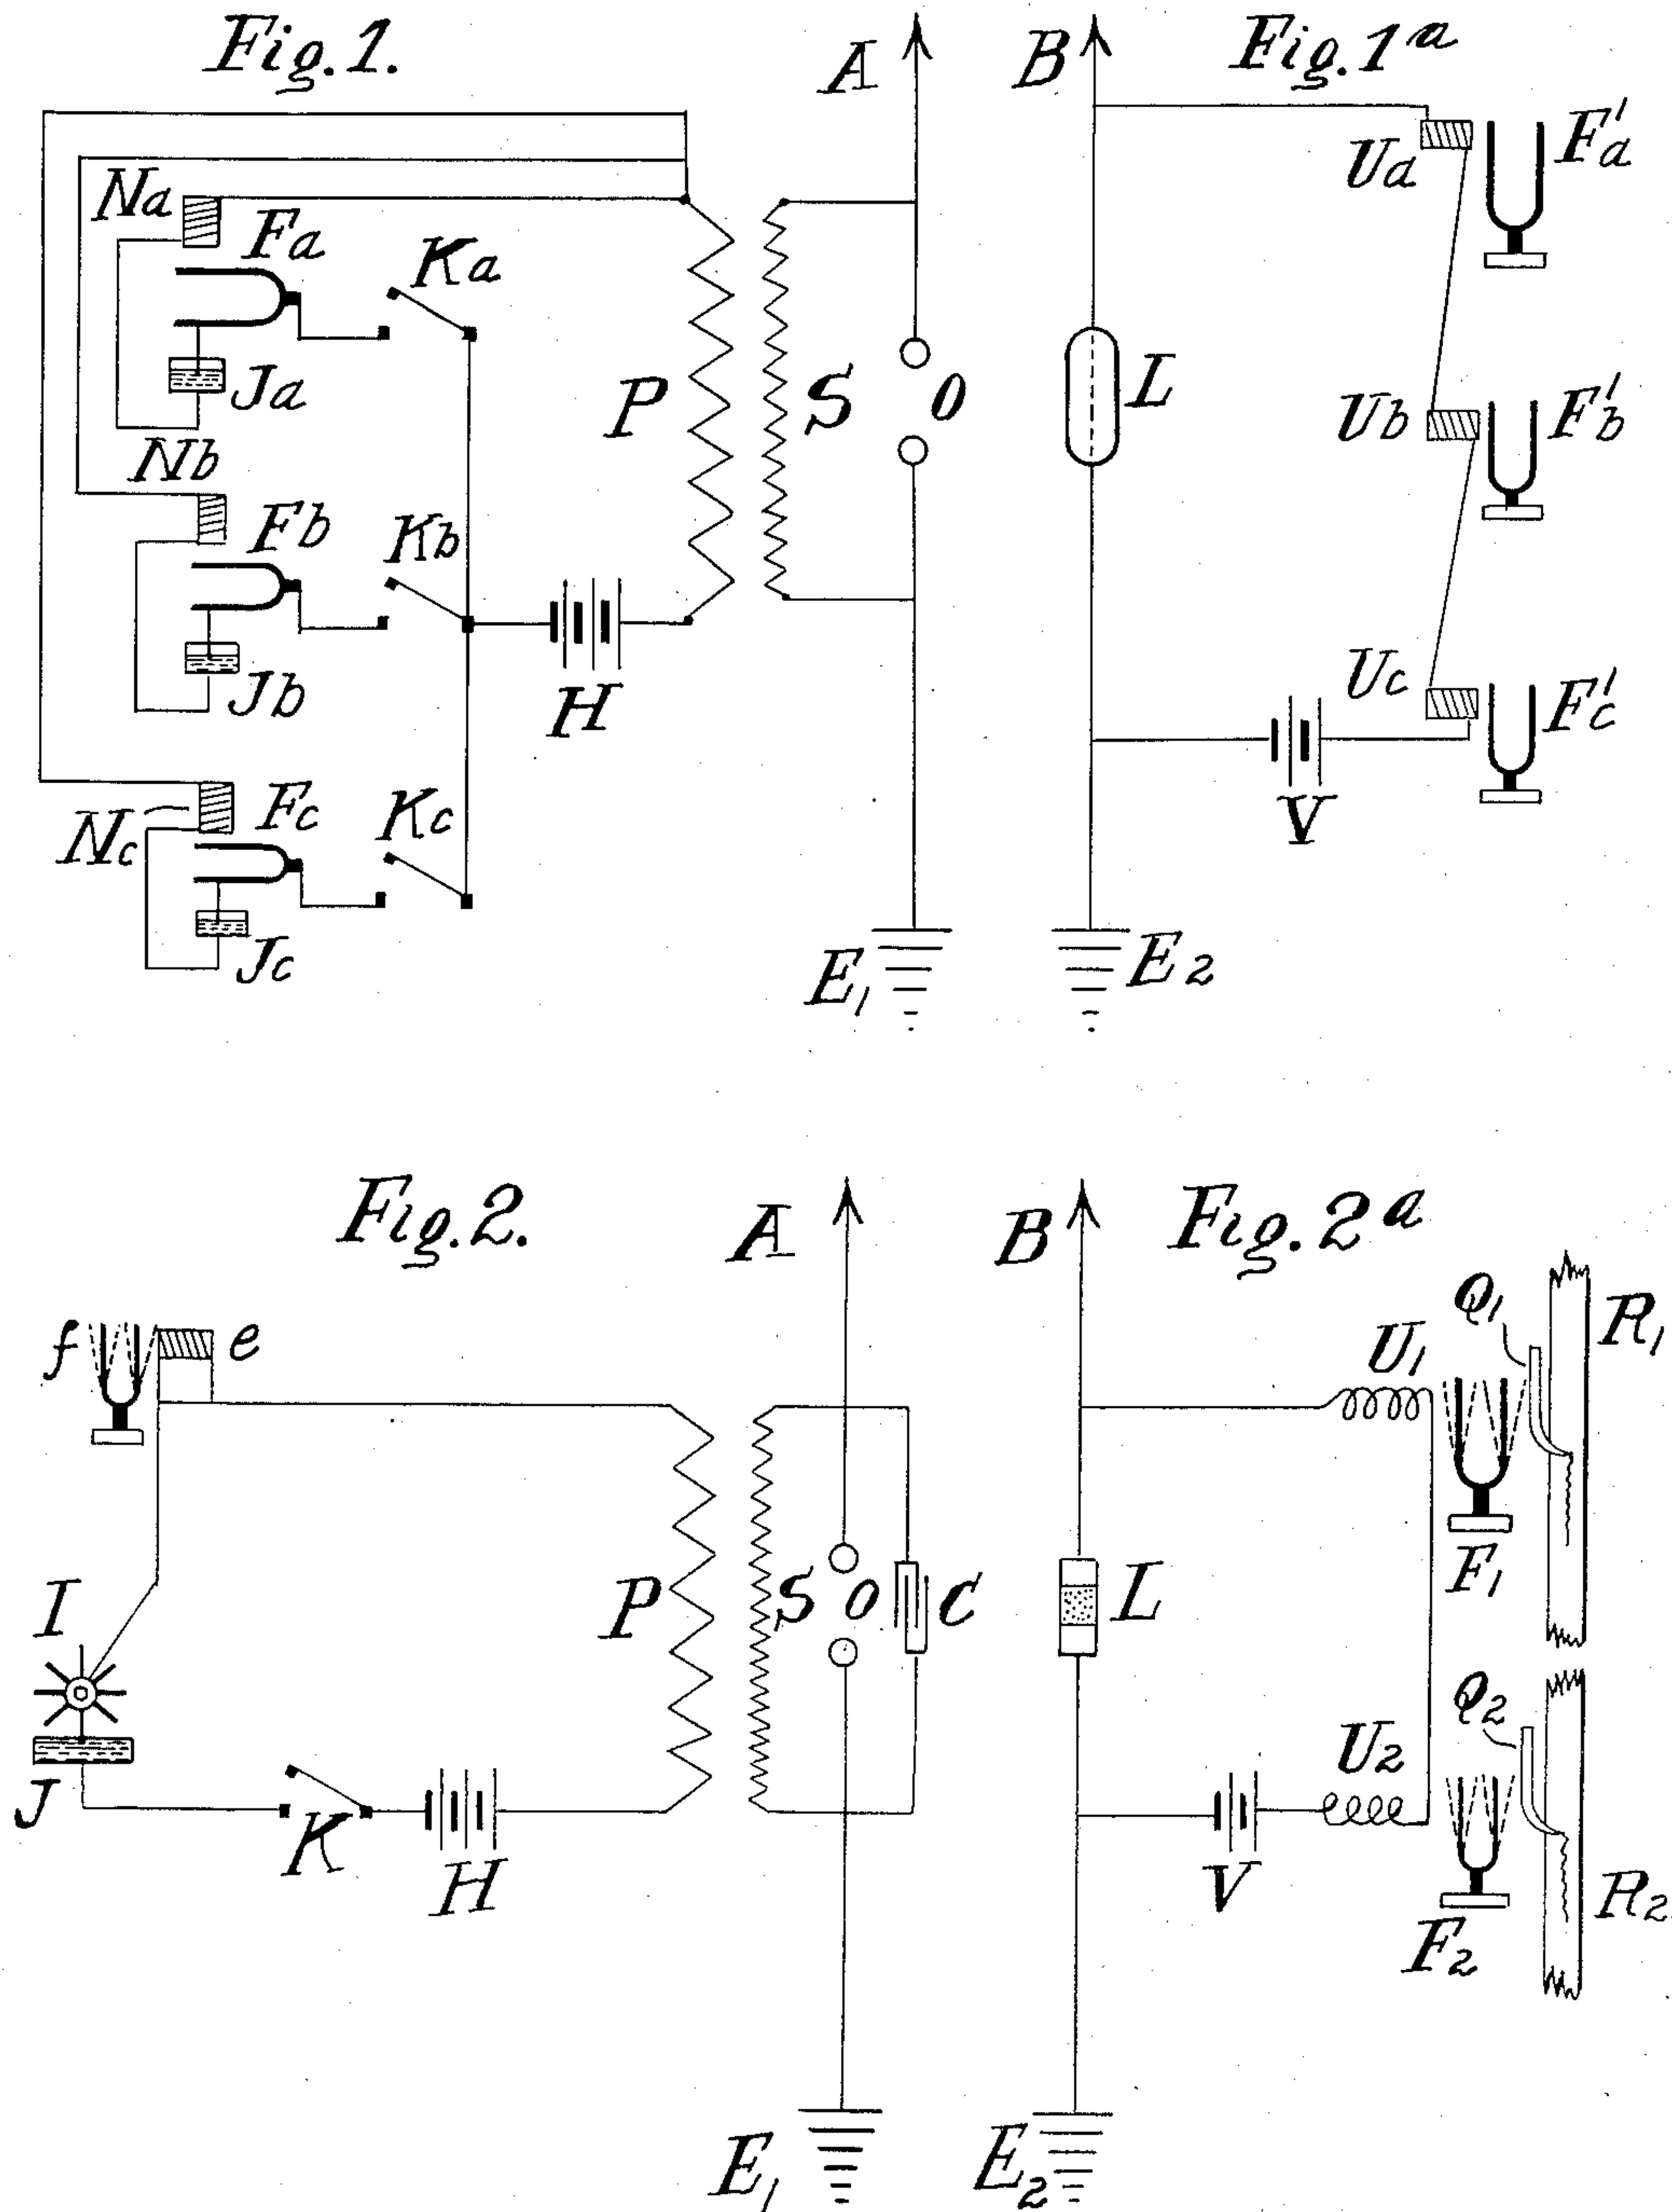 Fig. 1.
A
B
Fig. 1a
Na
Fa
Ka
Ua
F'a
Ja
P
S
O
L
Ub
F'b
Nb
Fb
Kb
Jb
H
Uc
F'c
V
Nc
Fc
Kc
Jc
E1
E2
Fig. 2.
A
B
Fig. 2a
f
e
U1
Q1
R1
I
P
S
O
C
L
F1
J
K
H
V
U2
Q2
F2
R2
E1
E2